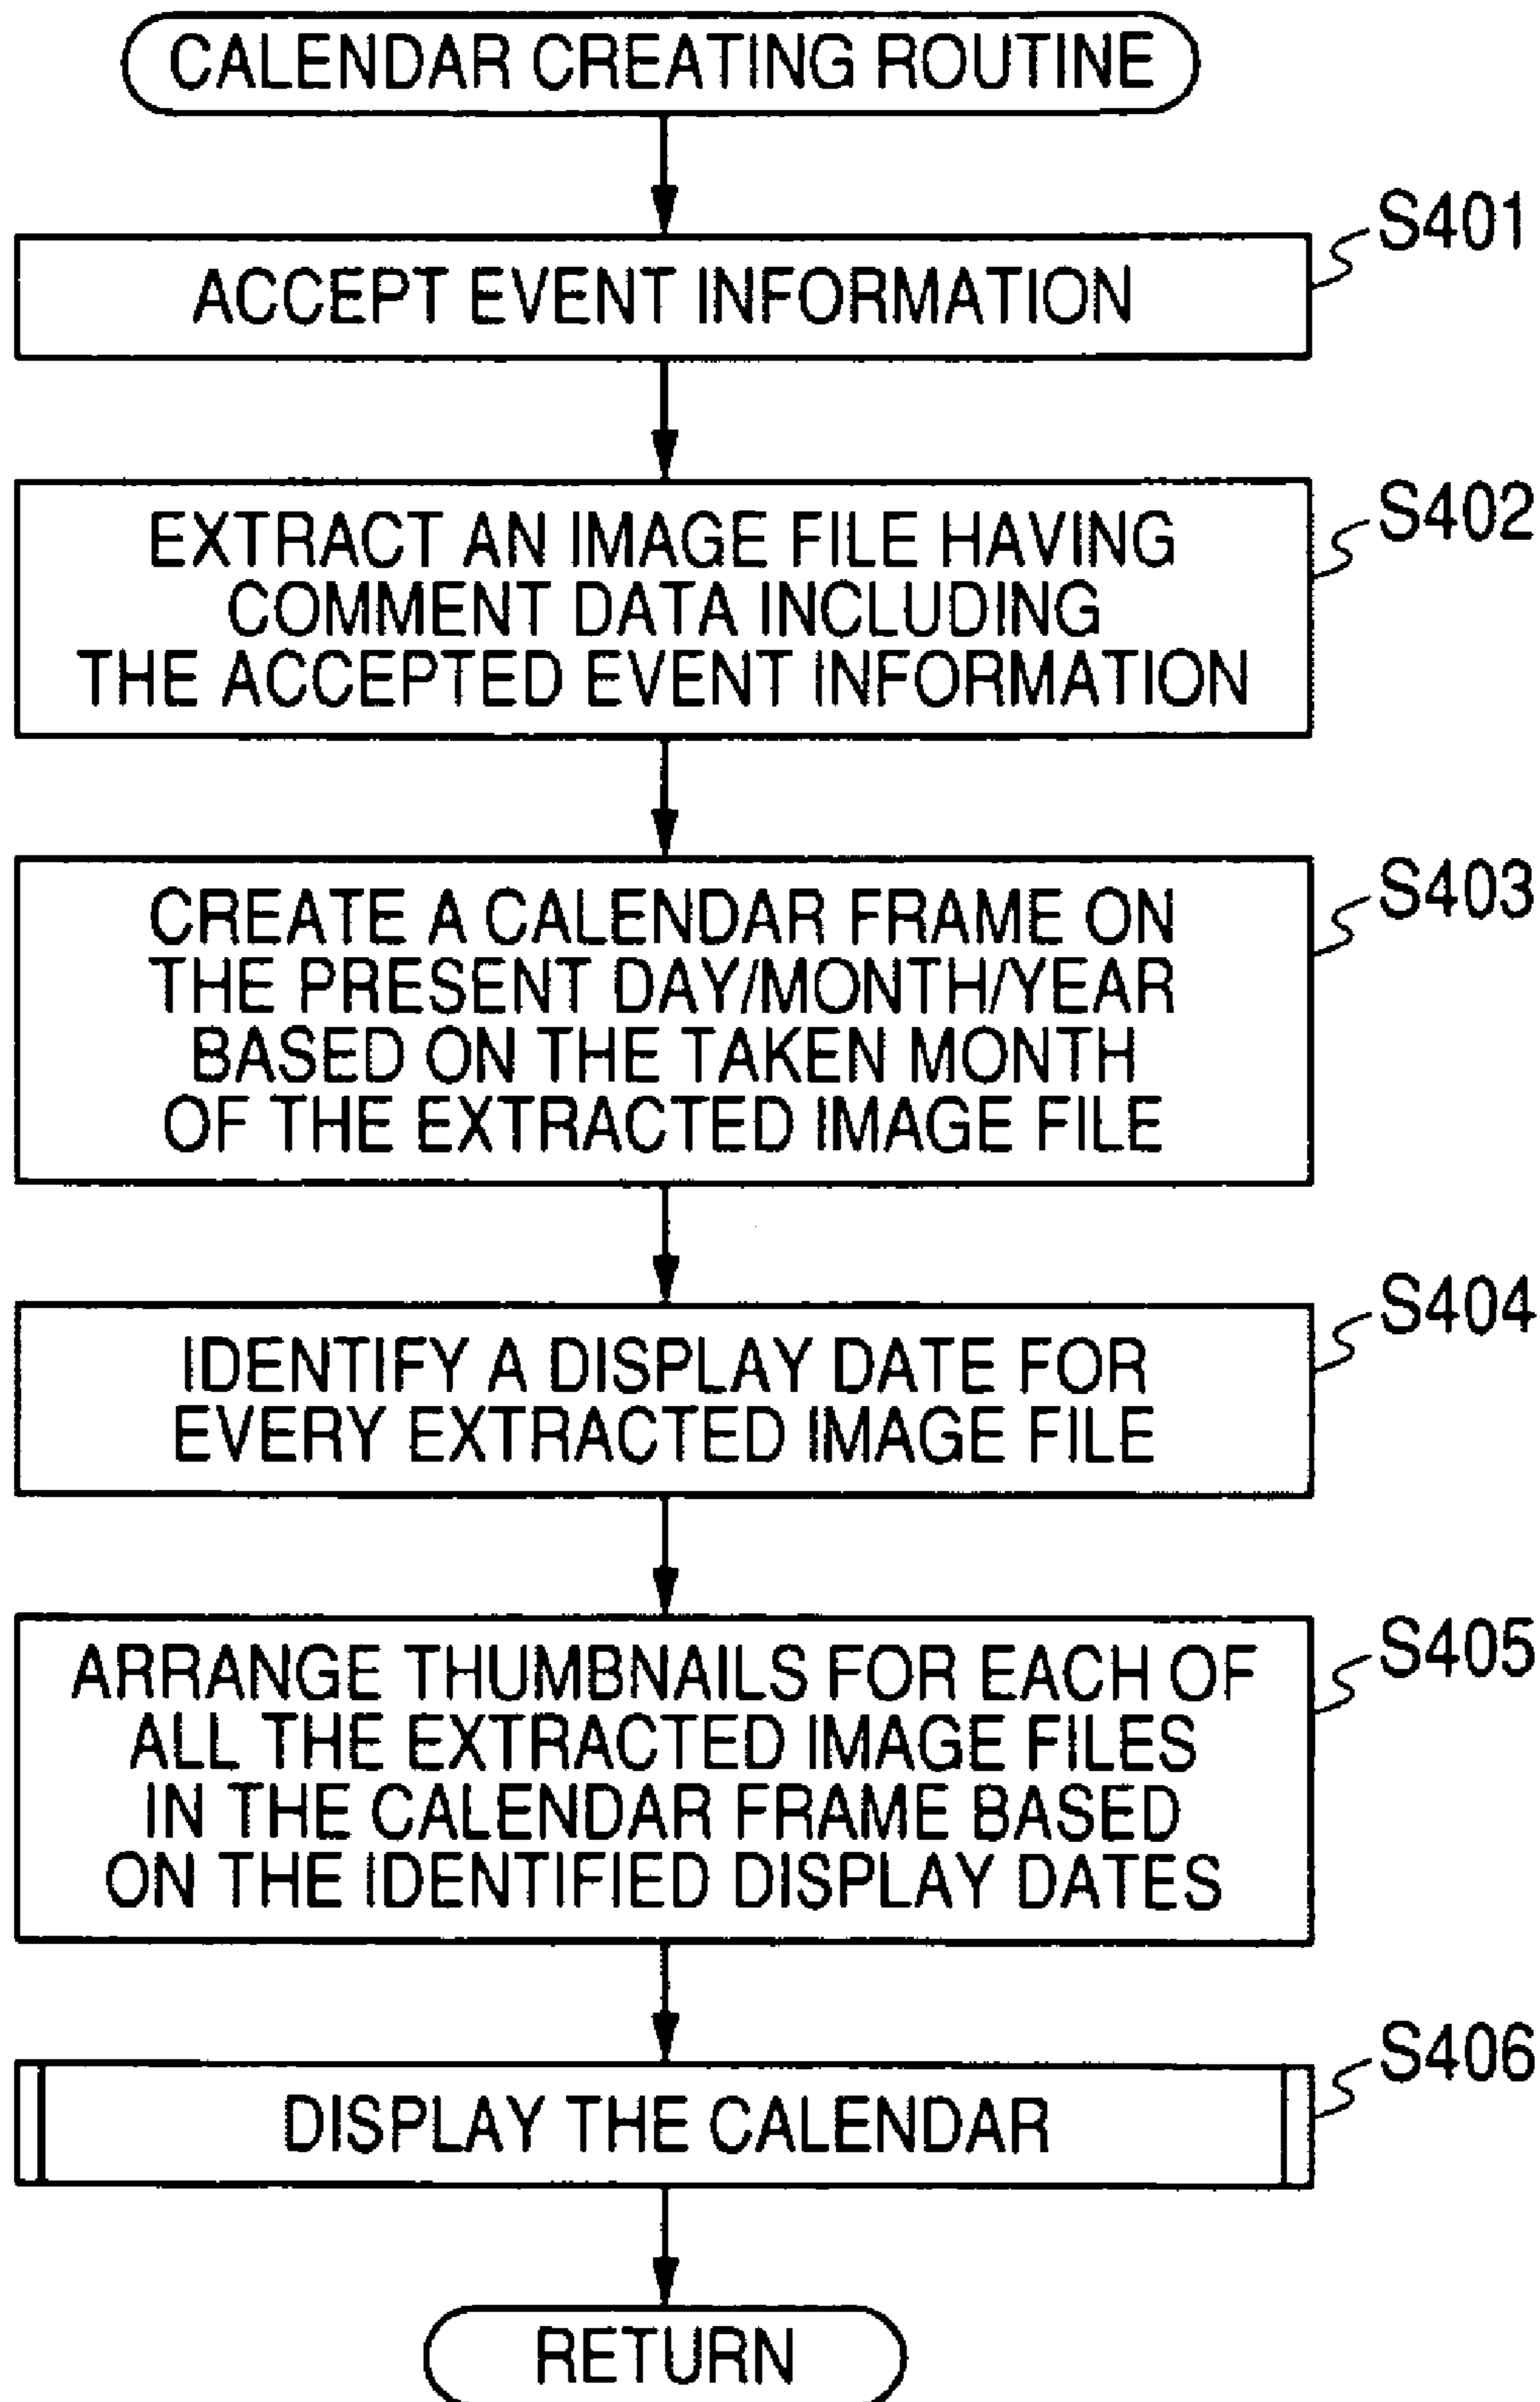 CALENDAR CREATING ROUTINE
S401
ACCEPT EVENT INFORMATION
S402
EXTRACT AN IMAGE FILE HAVING
COMMENT DATA INCLUDING
THE ACCEPTED EVENT INFORMATION
S403
CREATE A CALENDAR FRAME ON
THE PRESENT DAY/MONTH/YEAR
BASED ON THE TAKEN MONTH
OF THE EXTRACTED IMAGE FILE
S404
IDENTIFY A DISPLAY DATE FOR
EVERY EXTRACTED IMAGE FILE
S405
ARRANGE THUMBNAILS FOR EACH OF
ALL THE EXTRACTED IMAGE FILES
IN THE CALENDAR FRAME BASED
ON THE IDENTIFIED DISPLAY DATES
S406
DISPLAY THE CALENDAR
RETURN